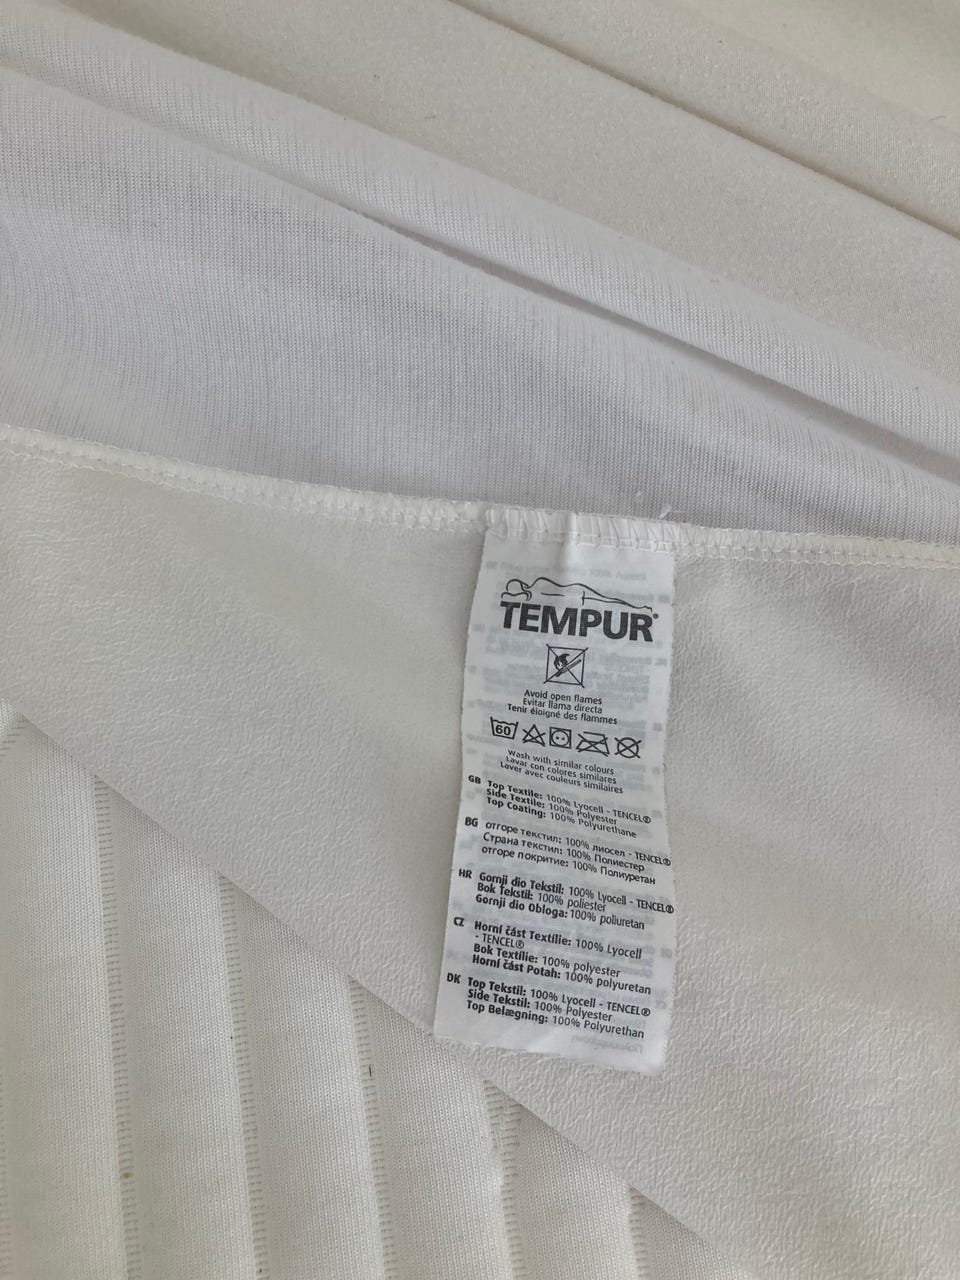 TEMPUR®
Avoid open flames
Evitar llama directa
Tenir éloigné des flammes
60
Wash with similar colours
Lavar con colores similares
Laver avec couleurs similaires
GB Top Textile: 100% Lyocell - TENCEL®
Side Textile: 100% Polyester
Top Coating: 100% Polyurethane
BG отгоре текстил: 100% лиосел - TENCEL®
Страна текстил: 100% Полиестер
отгоре покритие: 100% Полиуретан
HR Gornji dio Tekstil: 100% Lyocell - TENCEL®
Bok Tekstil: 100% poliester
Gornji dio Obloga: 100% poliuretan
CZ Horní část Textílie: 100% Lyocell
- TENCEL®
Bok Textílie: 100% polyester
Horní část Potah: 100% polyuretan
DK Top Tekstil: 100% Lyocell - TENCEL®
Side Tekstil: 100% Polyester
Top Belægning: 100% Polyurethan